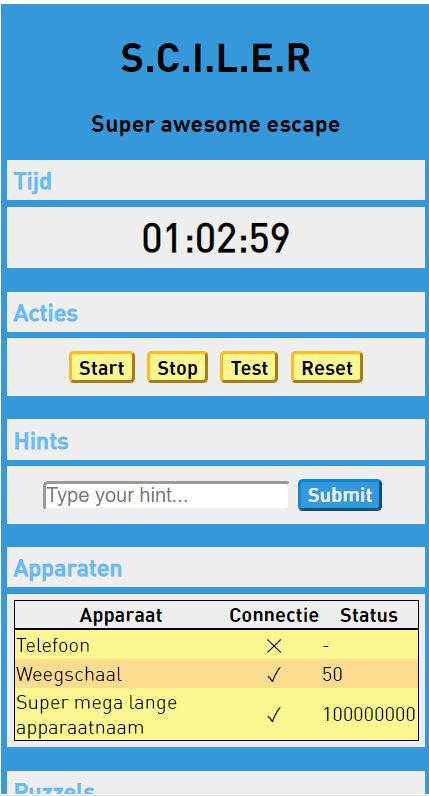 S.C.I.L.E.R
Super awesome escape
Tijd
01:02:59
Acties
Start Stop Test Reset
Hints
Type your hint... Submit
Apparaten
Apparaat Connectie Status
Telefoon ✕ -
Weegschaal ✓ 50
Super mega lange
apparaatnaam ✓ 100000000
Puzzels